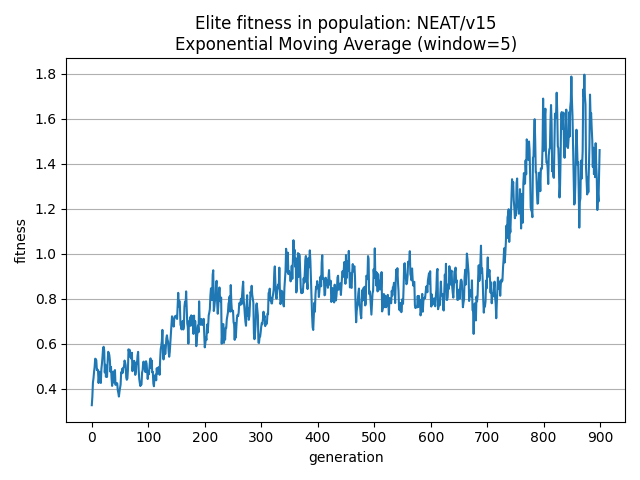 Elite fitness in population: NEAT/v15
Exponential Moving Average (window=5)
1.8
1.6
1.4
1.2
1.0
0.8
0.6
0.4
fitness
0 100 200 300 400 500 600 700 800 900
generation